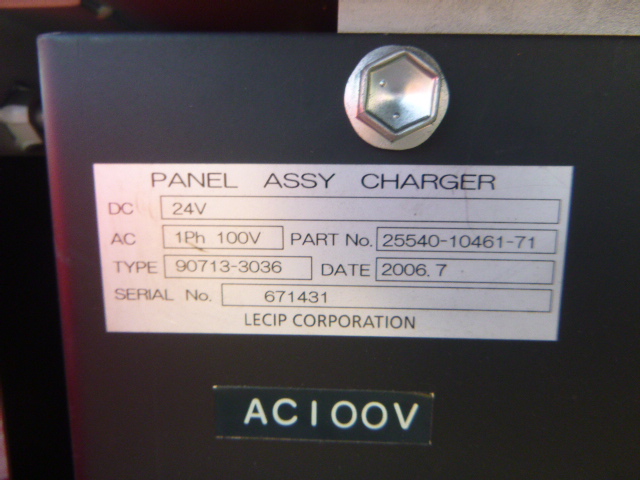 PANEL ASSY CHARGER
DC 24V
AC 1Ph 100V PART No. 25540-10461-71
TYPE 90713-3036 DATE 2006.7
SERIAL No. 671431
LECIP CORPORATION
AC100V